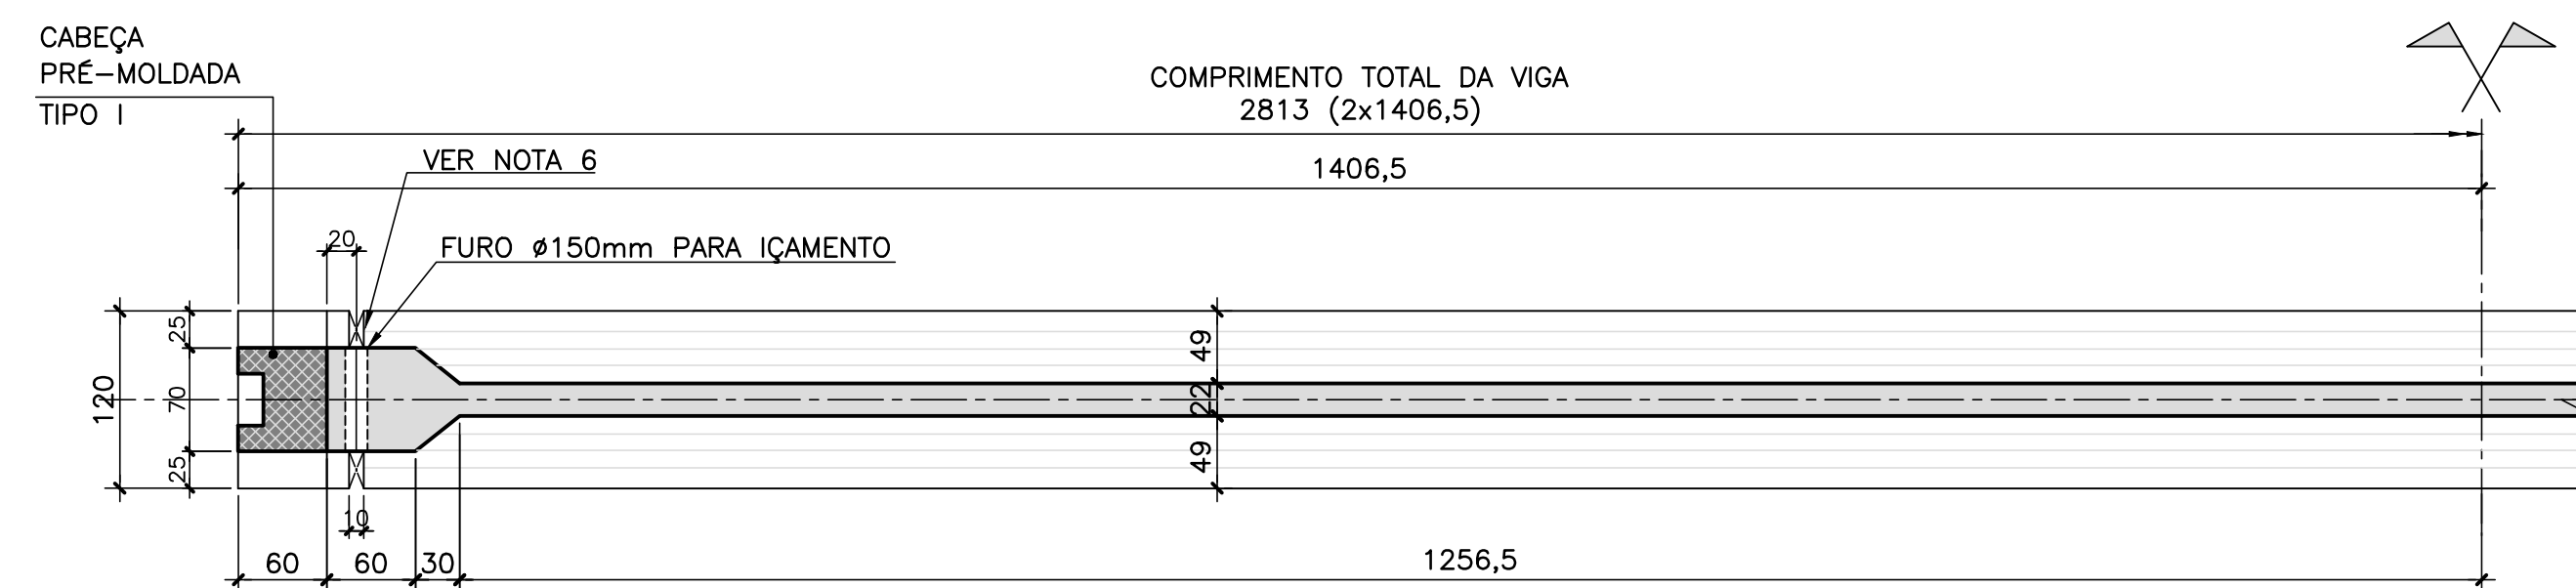 CABEÇA
PRÉ-MOLDADA
TIPO I
COMPRIMENTO TOTAL DA VIGA
2813 (2x1406,5)
VER NOTA 6
1406,5
20
FURO ø150mm PARA IÇAMENTO
120
25
70
25
49
22
49
10
60
60
30
1256,5